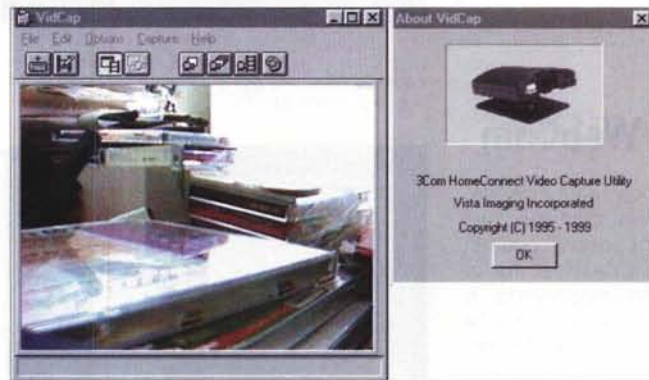 VidCap
File Edit Options Capture Help
About VidCap
3Com HomeConnect Video Capture Utility
Vista Imaging Incorporated
Copyright (C) 1995 - 1999
OK